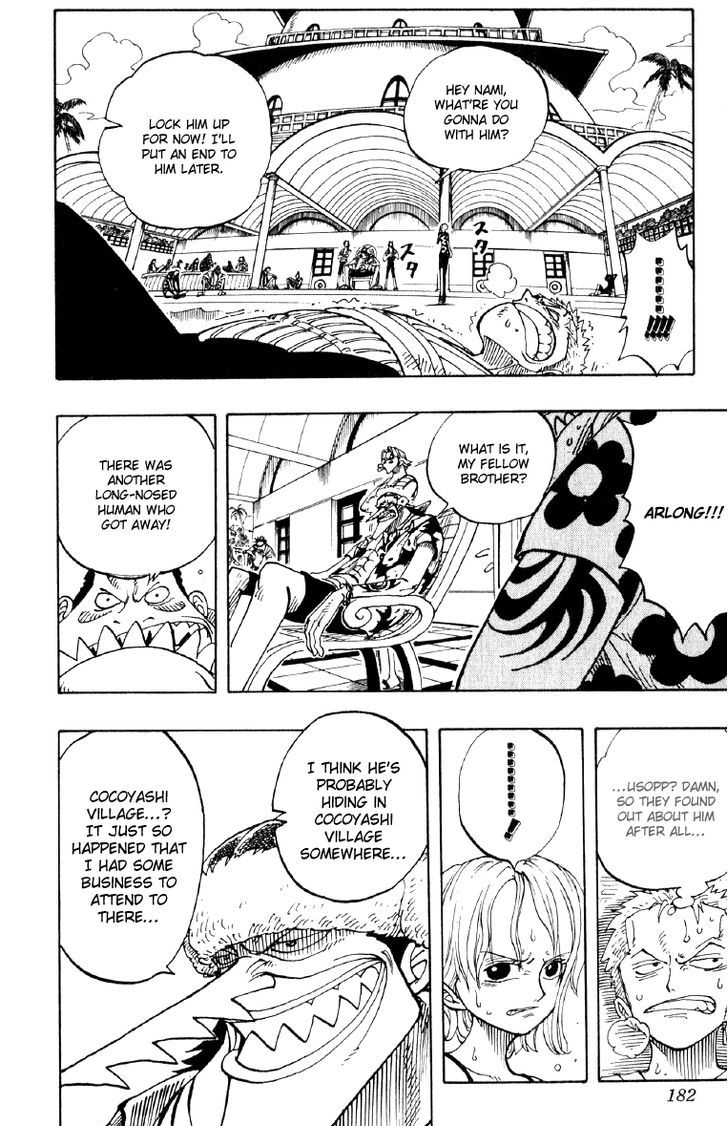 HEY NAMI,
WHAT'RE YOU
GONNA DO
WITH HIM?
LOCK HIM UP
FOR NOW! I'LL
PUT AN END TO
HIM LATER.
スタ
スタ
......!!!!
ARLONG!!!
WHAT IS IT,
MY FELLOW
BROTHER?
THERE WAS
ANOTHER
LONG-NOSED
HUMAN WHO
GOT AWAY!
...USOPP? DAMN,
SO THEY FOUND
OUT ABOUT HIM
AFTER ALL...
........!
I THINK HE'S
PROBABLY
HIDING IN
COCOYASHI
VILLAGE
SOMEWHERE...
COCOYASHI
VILLAGE...?
IT JUST SO
HAPPENED THAT
I HAD SOME
BUSINESS TO
ATTEND TO
THERE...
182